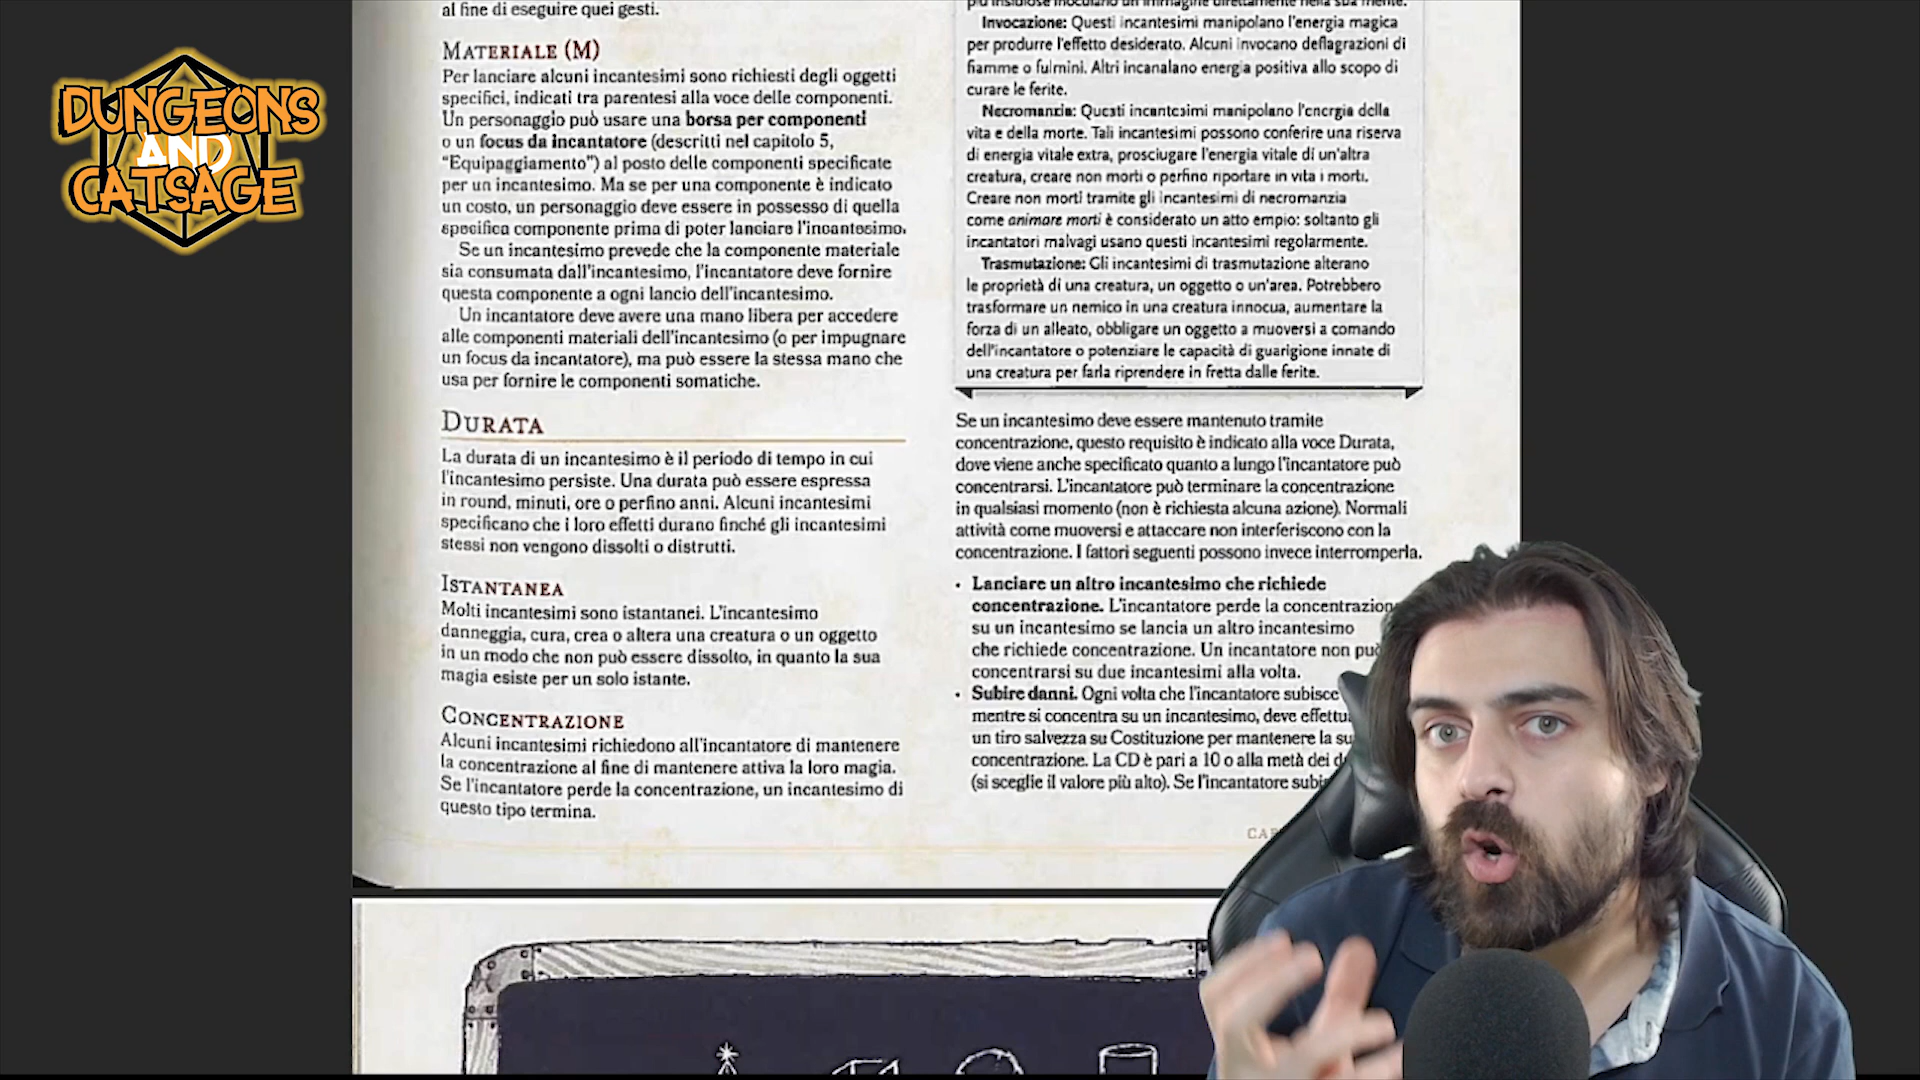 DUNGEONS
AND
CATSAGE
al fine di eseguire quei gesti.
MATERIALE (M)
Per lanciare alcuni incantesimi sono richiesti degli oggetti
specifici, indicati tra parentesi alla voce delle componenti.
Un personaggio può usare una borsa per componenti
o un focus da incantatore (descritti nel capitolo 5,
“Equipaggiamento”) al posto delle componenti specificate
per un incantesimo. Ma se per una componente è indicato
un costo, un personaggio deve essere in possesso di quella
specifica componente prima di poter lanciare l'incantesimo.
Se un incantesimo prevede che la componente materiale
sia consumata dall'incantesimo, l'incantatore deve fornire
questa componente a ogni lancio dell'incantesimo.
Un incantatore deve avere una mano libera per accedere
alle componenti materiali dell'incantesimo (o per impugnare
un focus da incantatore), ma può essere la stessa mano che
usa per fornire le componenti somatiche.
DURATA
La durata di un incantesimo è il periodo di tempo in cui
l'incantesimo persiste. Una durata può essere espressa
in round, minuti, ore o perfino anni. Alcuni incantesimi
specificano che i loro effetti durano finché gli incantesimi
stessi non vengono dissolti o distrutti.
ISTANTANEA
Molti incantesimi sono istantanei. L'incantesimo
danneggia, cura, crea o altera una creatura o un oggetto
in un modo che non può essere dissolto, in quanto la sua
magia esiste per un solo istante.
CONCENTRAZIONE
Alcuni incantesimi richiedono all'incantatore di mantenere
la concentrazione al fine di mantenere attiva la loro magia.
Se l'incantatore perde la concentrazione, un incantesimo di
questo tipo termina.
più insidiose inoculano un'immagine direttamente nella sua mente.
Invocazione: Questi incantesimi manipolano l'energia magica
per produrre l'effetto desiderato. Alcuni invocano deflagrazioni di
fiamme o fulmini. Altri incanalano energia positiva allo scopo di
curare le ferite.
Necromanzia: Questi incantesimi manipolano l'energia della
vita e della morte. Tali incantesimi possono conferire una riserva
di energia vitale extra, prosciugare l'energia vitale di un'altra
creatura, creare non morti o perfino riportare in vita i morti.
Creare non morti tramite gli incantesimi di necromanzia
come animare morti è considerato un atto empio: soltanto gli
incantatori malvagi usano questi incantesimi regolarmente.
Trasmutazione: Gli incantesimi di trasmutazione alterano
le proprietà di una creatura, un oggetto o un'area. Potrebbero
trasformare un nemico in una creatura innocua, aumentare la
forza di un alleato, obbligare un oggetto a muoversi a comando
dell'incantatore o potenziare le capacità di guarigione innate di
una creatura per farla riprendere in fretta dalle ferite.
Se un incantesimo deve essere mantenuto tramite
concentrazione, questo requisito è indicato alla voce Durata,
dove viene anche specificato quanto a lungo l'incantatore può
concentrarsi. L'incantatore può terminare la concentrazione
in qualsiasi momento (non è richiesta alcuna azione). Normali
attività come muoversi e attaccare non interferiscono con la
concentrazione. I fattori seguenti possono invece interromperla.
• Lanciare un altro incantesimo che richiede
concentrazione. L'incantatore perde la concentrazion
su un incantesimo se lancia un altro incantesimo
che richiede concentrazione. Un incantatore non può
concentrarsi su due incantesimi alla volta.
• Subire danni. Ogni volta che l'incantatore subisce
mentre si concentra su un incantesimo, deve effettu
un tiro salvezza su Costituzione per mantenere la su
concentrazione. La CD è pari a 10 o alla metà dei d
(si sceglie il valore più alto). Se l'incantatore subi